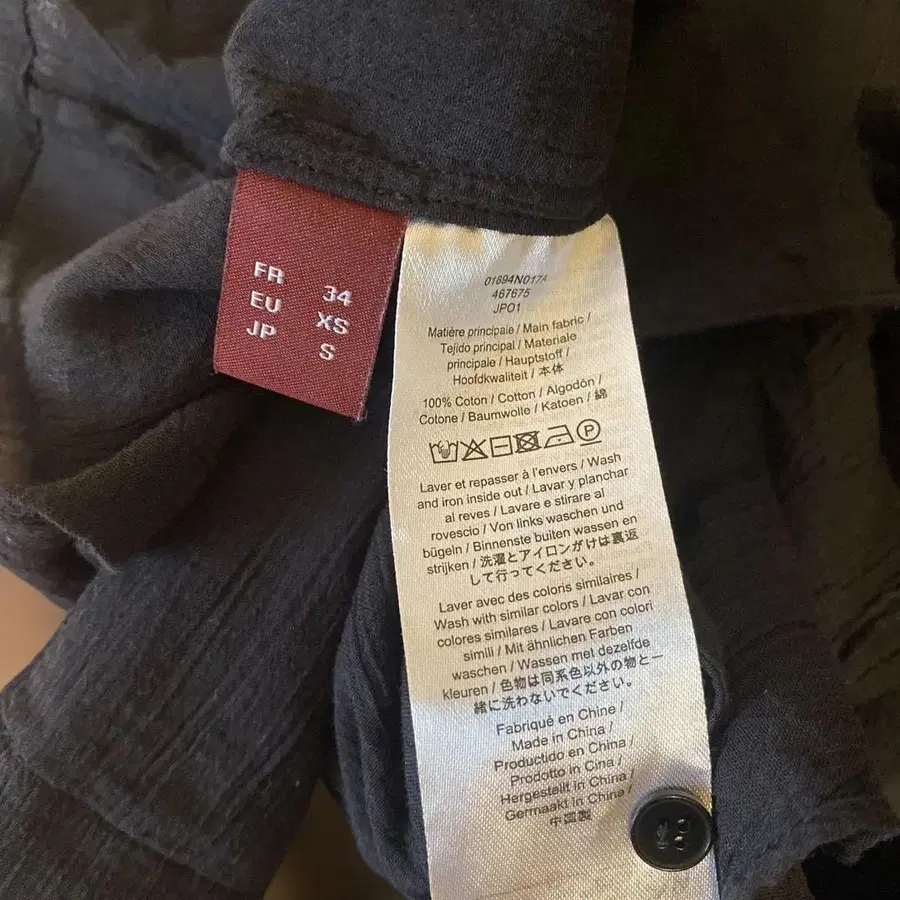 FR 34
EU XS
JP S
01694N017A
467675
JPO1
Matière principale / Main fabric /
Tejido principal / Materiale
principale / Hauptstoff /
Hoofdkwaliteit / 本体
100% Coton / Cotton / Algodón /
Cotone / Baumwolle / Katoen / 綿
P
Laver et repasser à l'envers / Wash
and iron inside out / Lavar y planchar
al reves / Lavare e stirare al
rovescio / Von links waschen und
bügeln / Binnenste buiten wassen en
strijken / 洗濯とアイロンがけは裏返
して行ってください。
Laver avec des coloris similaires /
Wash with similar colors / Lavar con
colores similares / Lavare con colori
simili / Mit ähnlichen Farben
waschen / Wassen met dezelfde
kleuren / 色物は同系色以外の物と一
緒に洗わないでください。
Fabriqué en Chine /
Made in China /
Productido en China /
Prodotto in Cina /
Hergestellt in China /
Germaakt in China /
中国製